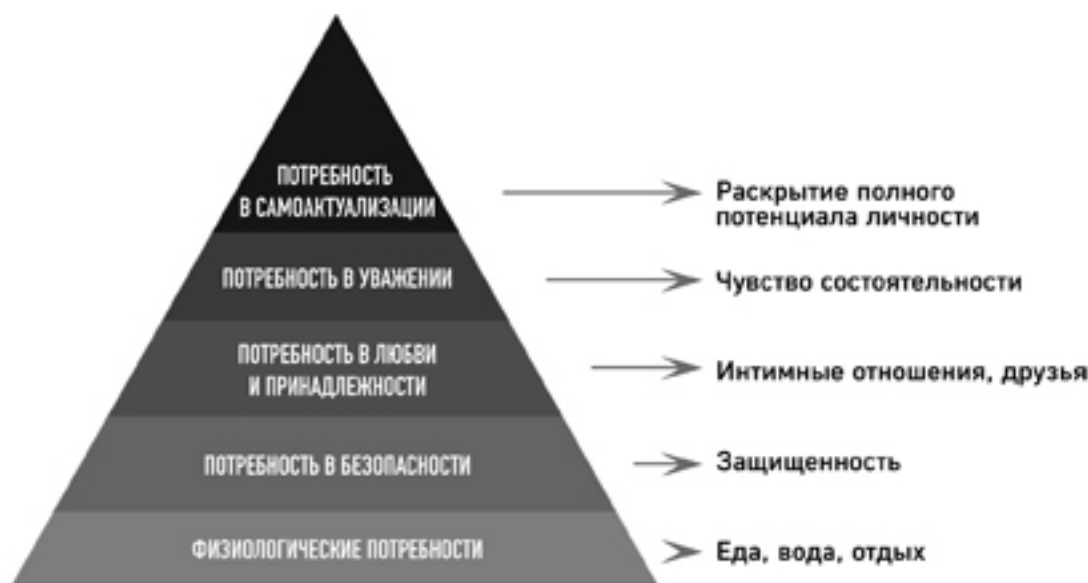 ПОТРЕБНОСТЬ
В САМОАКТУАЛИЗАЦИИ
Раскрытие полного
потенциала личности
ПОТРЕБНОСТЬ В УВАЖЕНИИ
Чувство состоятельности
ПОТРЕБНОСТЬ В ЛЮБВИ
И ПРИНАДЛЕЖНОСТИ
Интимные отношения, друзья
ПОТРЕБНОСТЬ В БЕЗОПАСНОСТИ
Защищенность
ФИЗИОЛОГИЧЕСКИЕ ПОТРЕБНОСТИ
Еда, вода, отдых